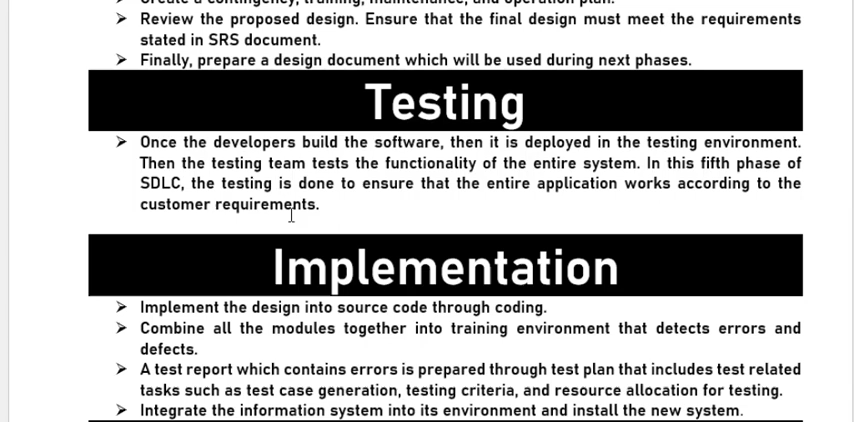 Create a contingency, training, maintenance, and operation plan.
➢ Review the proposed design. Ensure that the final design must meet the requirements
stated in SRS document.
➢ Finally, prepare a design document which will be used during next phases.
Testing
➢ Once the developers build the software, then it is deployed in the testing environment.
Then the testing team tests the functionality of the entire system. In this fifth phase of
SDLC, the testing is done to ensure that the entire application works according to the
customer requirements.
Implementation
➢ Implement the design into source code through coding.
➢ Combine all the modules together into training environment that detects errors and
defects.
➢ A test report which contains errors is prepared through test plan that includes test related
tasks such as test case generation, testing criteria, and resource allocation for testing.
➢ Integrate the information system into its environment and install the new system.